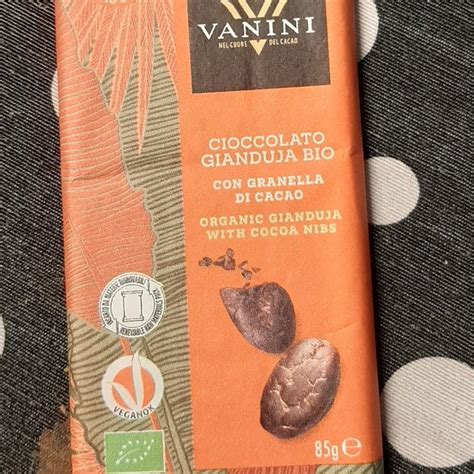 VANINI
NEL CUORE DEL CACAO
CIOCCOLATO
GIANDUJA BIO
CON GRANELLA
DI CACAO
ORGANIC GIANDUJA
WITH COCOA NIBS
VEGANOK
85g e